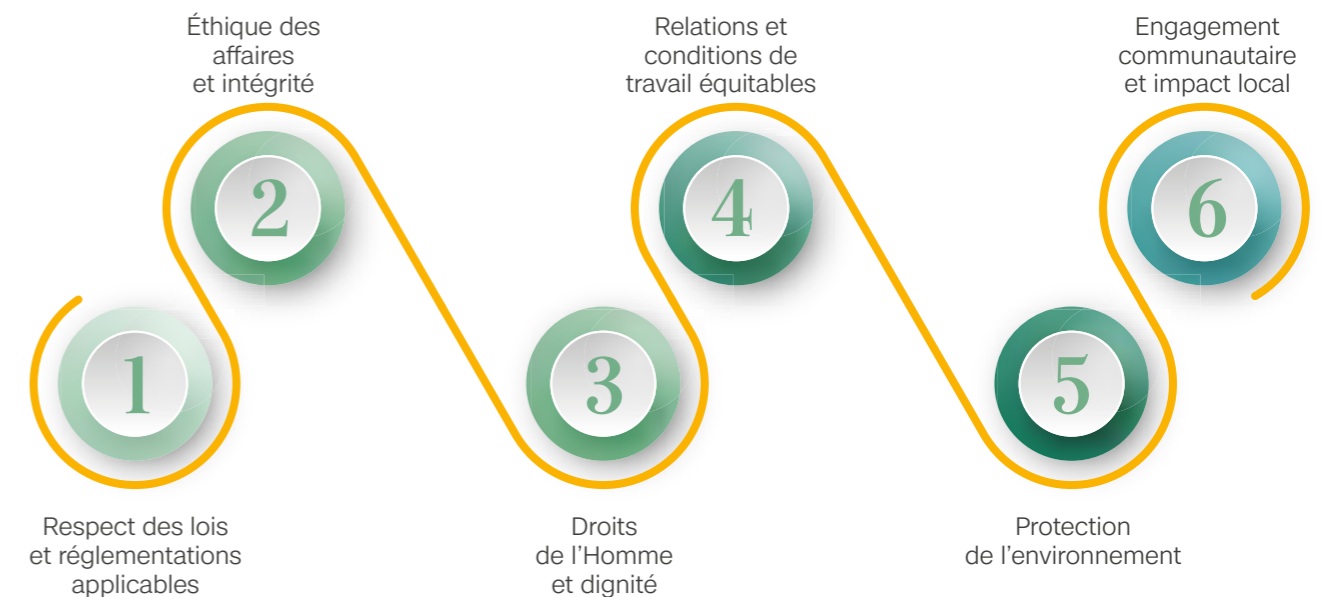 1
Respect des lois
et réglementations
applicables
2
Éthique des
affaires
et intégrité
3
Droits
de l’Homme
et dignité
4
Relations et
conditions de
travail équitables
5
Protection
de l’environnement
6
Engagement
communautaire
et impact local